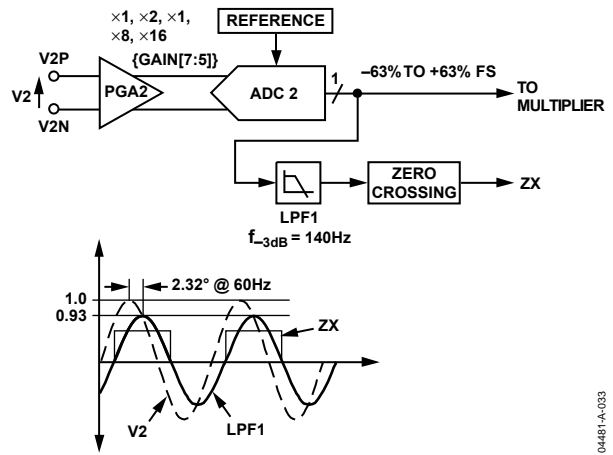 ×1, ×2, ×1,
×8, ×16
REFERENCE
V2P
{GAIN[7:5]}
V2
PGA2
ADC 2
1
–63% TO +63% FS
TO
MULTIPLIER
V2N
ZERO
CROSSING
ZX
LPF1
f–3dB = 140Hz
2.32° @ 60Hz
1.0
0.93
ZX
V2
LPF1
04481-A-033